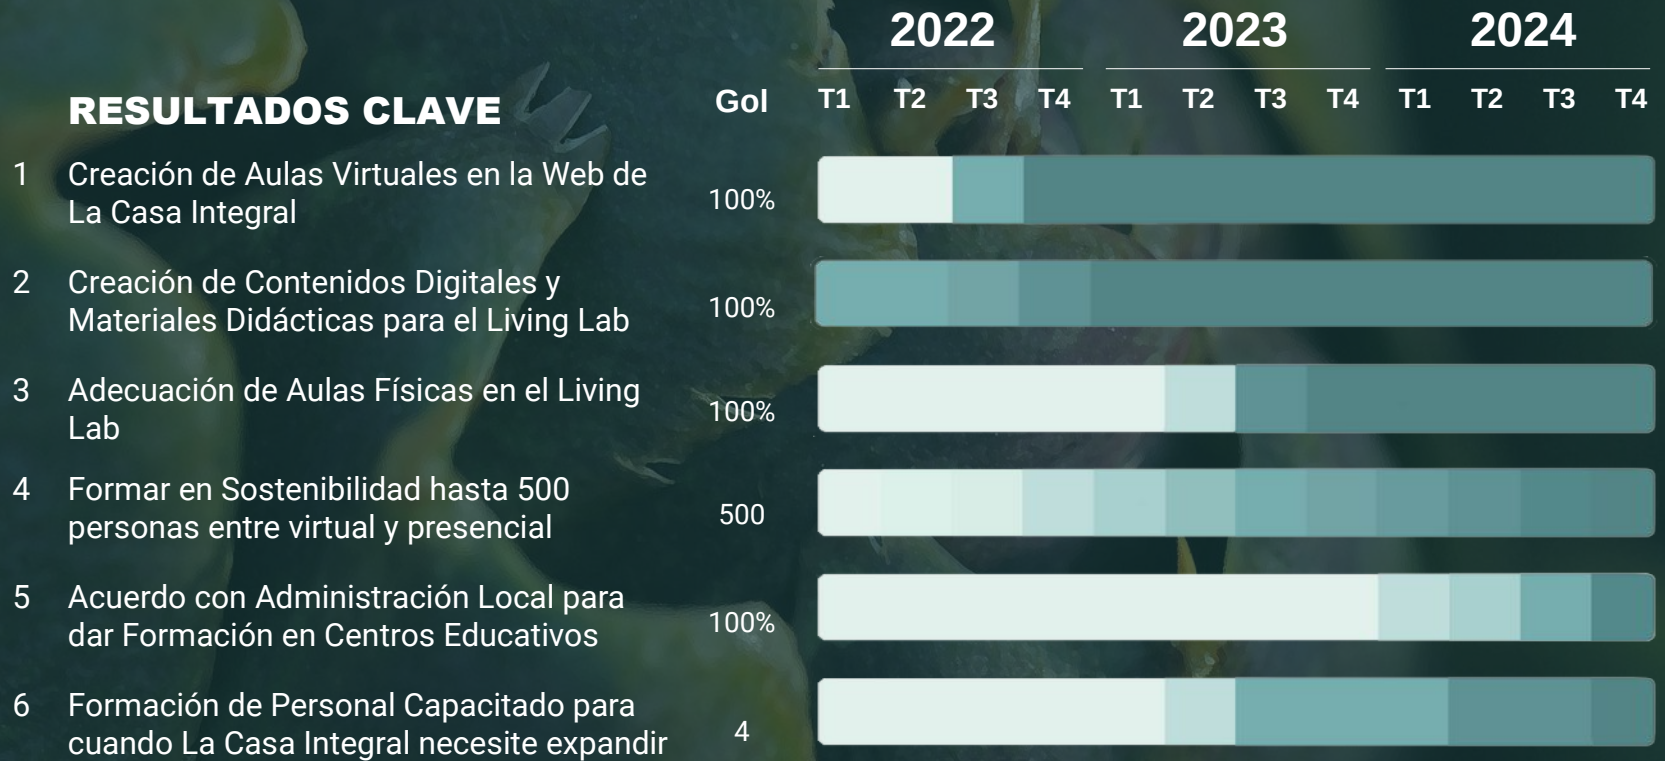 2022 2023 2024
RESULTADOS CLAVE Gol T1 T2 T3 T4 T1 T2 T3 T4 T1 T2 T3 T4
1 Creación de Aulas Virtuales en la Web de
La Casa Integral
100%
2 Creación de Contenidos Digitales y
Materiales Didácticas para el Living Lab
100%
3 Adecuación de Aulas Físicas en el Living
Lab
100%
4 Formar en Sostenibilidad hasta 500
personas entre virtual y presencial
500
5 Acuerdo con Administración Local para
dar Formación en Centros Educativos
100%
6 Formación de Personal Capacitado para
cuando La Casa Integral necesite expandir
4